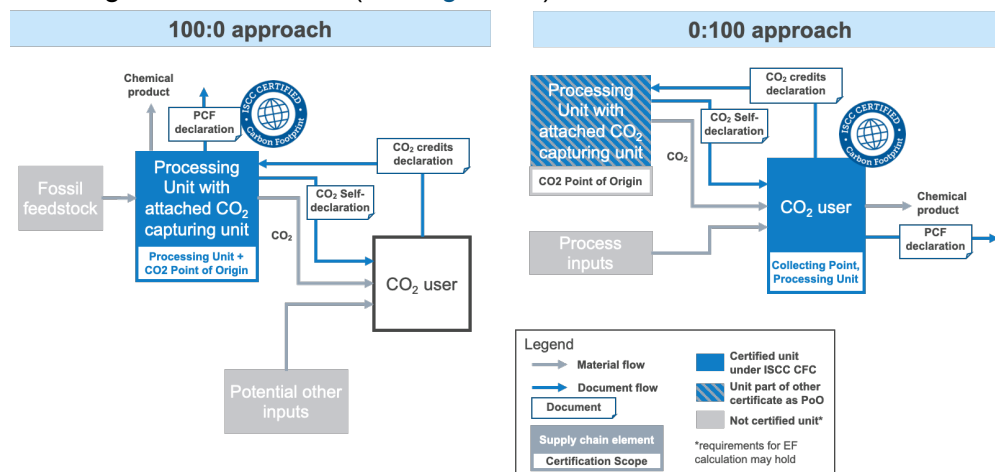 100:0 approach
Chemical
product
PCF
declaration
ISCC CERTIFIED
Carbon Footprint
CO₂ credits
declaration
Fossil
feedstock
Processing
Unit with
attached CO₂
capturing unit
Processing Unit +
CO2 Point of Origin
CO₂ Self-
declaration
CO₂
CO₂ user
Potential other
inputs
0:100 approach
Processing
Unit with
attached CO₂
capturing unit
CO2 Point of Origin
CO₂ credits
declaration
CO₂ Self-
declaration
CO₂
ISCC CERTIFIED
Carbon Footprint
Process
inputs
CO₂ user
Collecting Point,
Processing Unit
Chemical
product
PCF
declaration
Legend
Material flow
Document flow
Document
Supply chain element
Certification Scope
Certified unit
under ISCC CFC
Unit part of other
certificate as PoO
Not certified unit*
*requirements for EF
calculation may hold